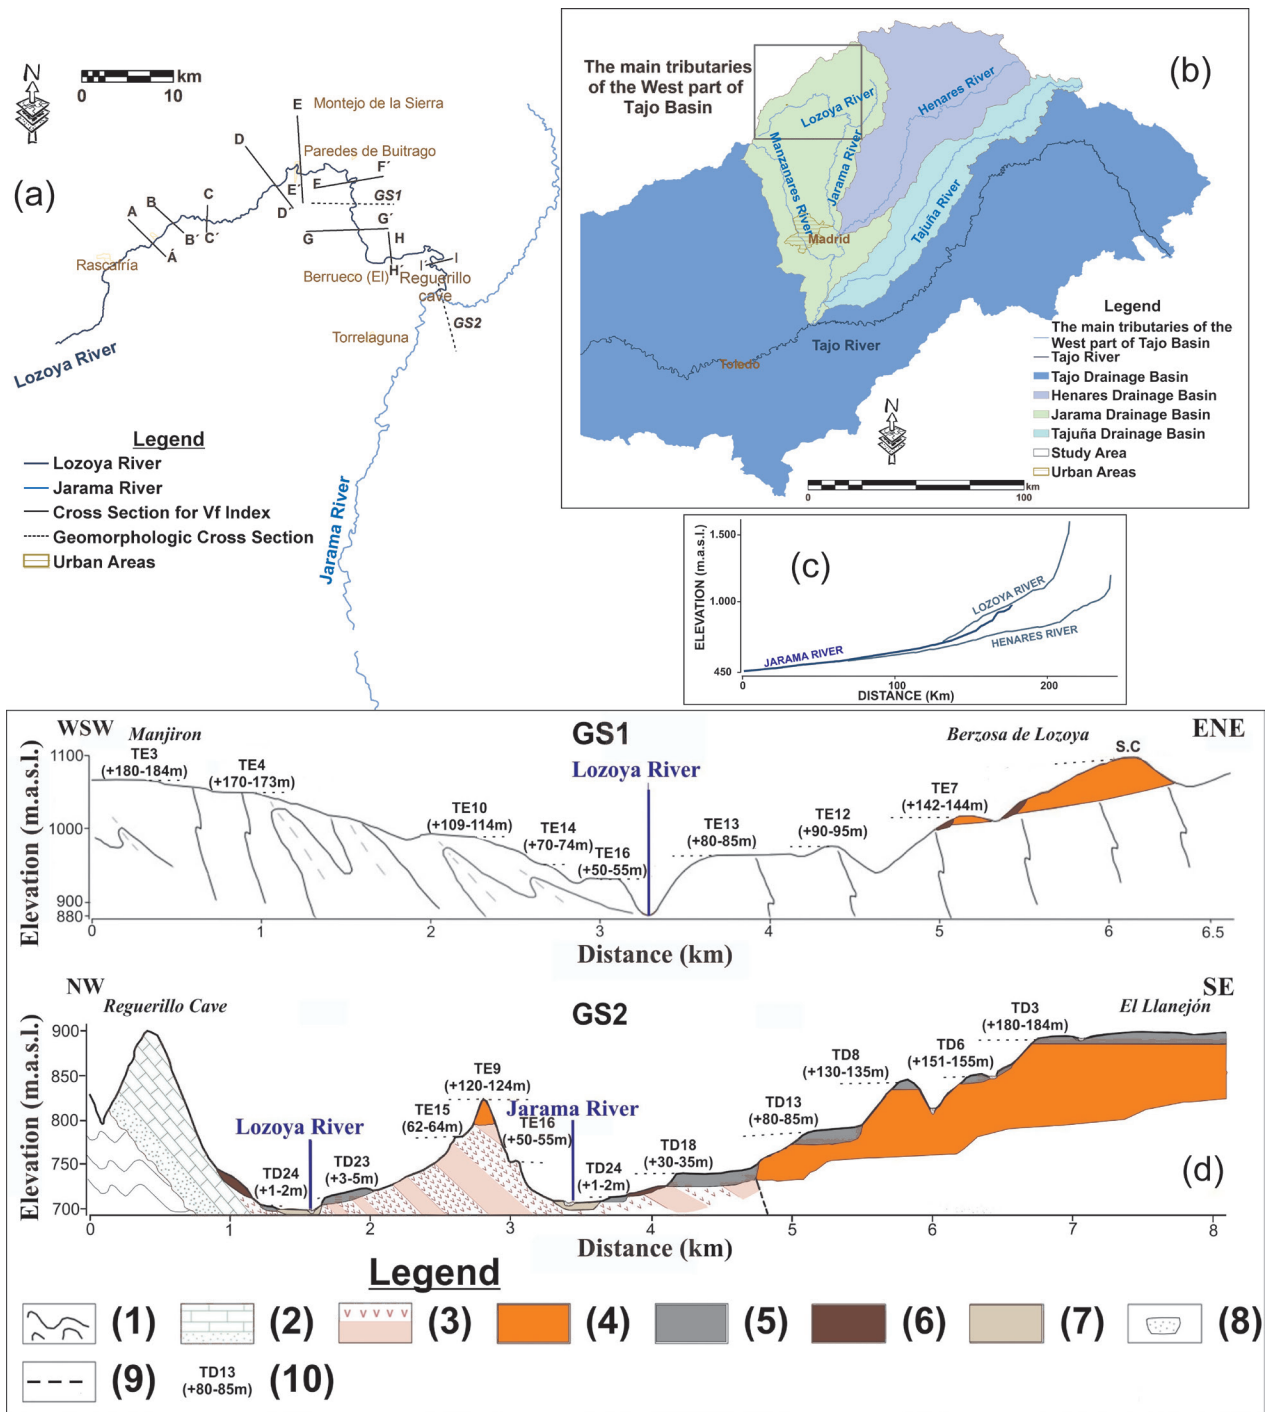 N
km
0 10
(a)
E
Montejo de la Sierra
D
Paredes de Buitrago
E´
F
F´
GS1
D´
C
B
A
B´
C´
Á
G
G´
H
H´
I´
I
Rascafría
Berrueco (El)
Reguerillo
cave
GS2
Torrelaguna
Lozoya River
Jarama River
Legend
Lozoya River
Jarama River
Cross Section for Vf Index
Geomorphologic Cross Section
Urban Areas
(b)
The main tributaries
of the West part of
Tajo Basin
Lozoya River
Henares River
Manzanares River
Jarama River
Tajuña River
Madrid
Tajo River
Toledo
N
0 100
km
Legend
The main tributaries of the
West part of Tajo Basin
Tajo River
Tajo Drainage Basin
Henares Drainage Basin
Jarama Drainage Basin
Tajuña Drainage Basin
Study Area
Urban Areas
(c)
ELEVATION (m.a.s.l.)
1.500
1.000
450
LOZOYA RIVER
HENARES RIVER
JARAMA RIVER
0 100 200
DISTANCE (Km)
WSW
Manjiron
GS1
Berzosa de Lozoya
ENE
Lozoya River
Elevation (m.a.s.l.)
1100
1000
900
880
TE3
(+180-184m)
TE4
(+170-173m)
TE10
(+109-114m)
TE14
(+70-74m)
TE16
(+50-55m)
TE13
(+80-85m)
TE12
(+90-95m)
TE7
(+142-144m)
S.C
0 1 2 3 4 5 6 6.5
Distance (km)
NW
Reguerillo Cave
GS2
El Llanejón
SE
Elevation (m.a.s.l.)
900
850
800
750
700
Lozoya River
Jarama River
TD24
(+1-2m)
TD23
(+3-5m)
TE15
(62-64m)
TE9
(+120-124m)
TE16
(+50-55m)
TD24
(+1-2m)
TD18
(+30-35m)
TD13
(+80-85m)
TD8
(+130-135m)
TD6
(+151-155m)
TD3
(+180-184m)
(d)
0 1 2 3 4 5 6 7 8
Distance (km)
Legend
(1) (2) (3) (4) (5) (6) (7) (8)
(9) TD13
(+80-85m) (10)